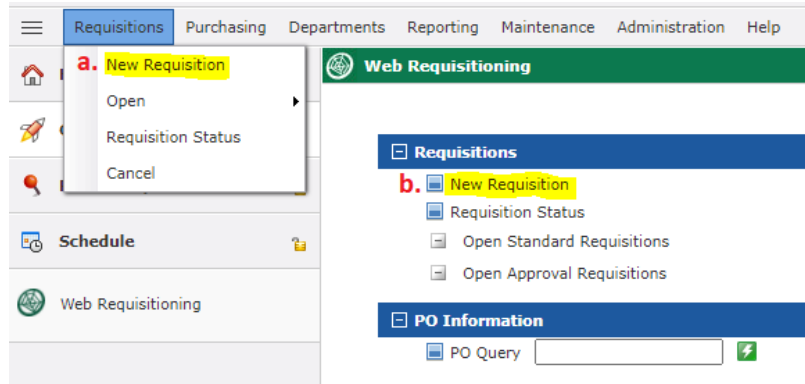 Requisitions Purchasing Departments Reporting Maintenance Administration Help
a. New Requisition
Open
Requisition Status
Cancel
Schedule
Web Requisitioning
Web Requisitioning
Requisitions
b. New Requisition
Requisition Status
Open Standard Requisitions
Open Approval Requisitions
PO Information
PO Query